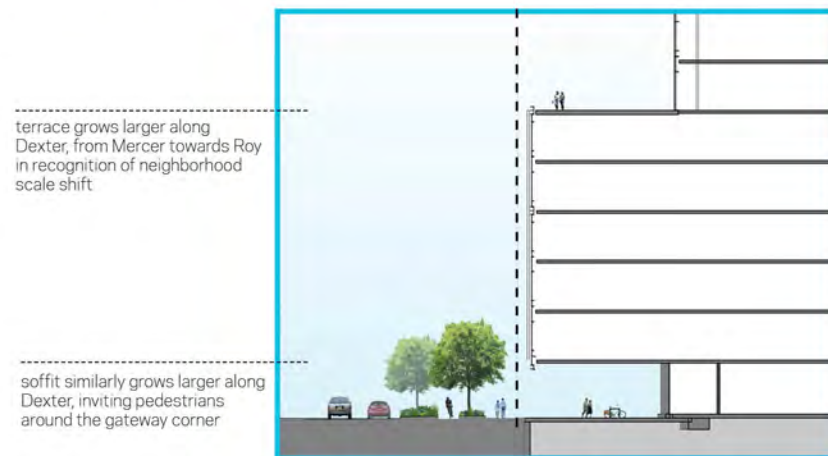 terrace grows larger along
Dexter, from Mercer towards Roy
in recognition of neighborhood
scale shift
soffit similarly grows larger along
Dexter, inviting pedestrians
around the gateway corner